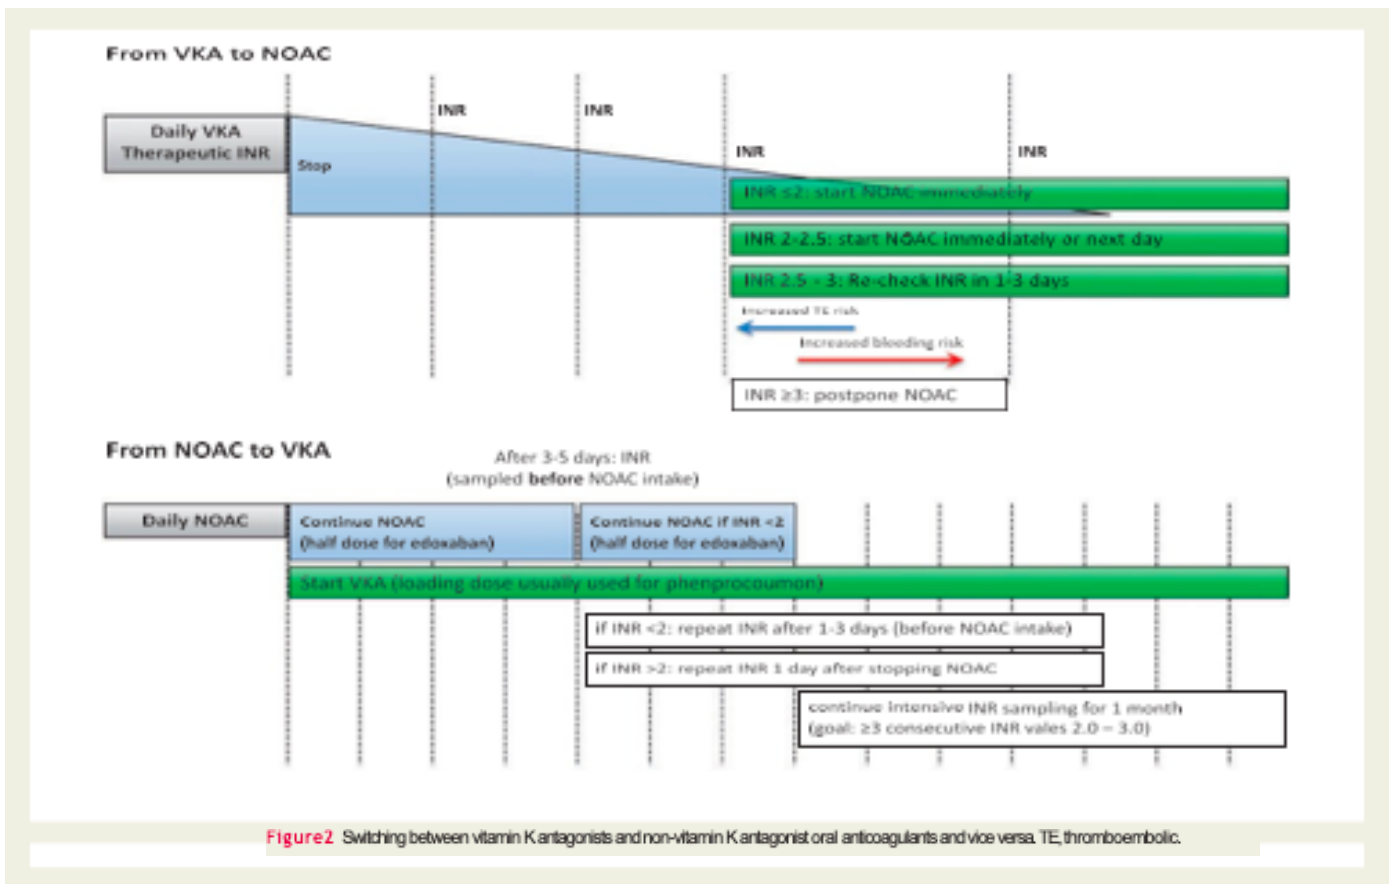 From VKA to NOAC
INR
INR
Daily VKA
Therapeutic INR
Stop
INR
INR
INR ≤2: start NOAC immediately
INR 2-2.5: start NOAC immediately or next day
INR 2.5 - 3: Re-check INR in 1-3 days
Increased TE risk
Increased bleeding risk
INR ≥3: postpone NOAC
From NOAC to VKA
After 3-5 days: INR
(sampled before NOAC intake)
Daily NOAC
Continue NOAC
(half dose for edoxaban)
Continue NOAC if INR <2
(half dose for edoxaban)
Start VKA (loading dose usually used for phenprocoumon)
if INR <2: repeat INR after 1-3 days (before NOAC intake)
if INR >2: repeat INR 1 day after stopping NOAC
continue intensive INR sampling for 1 month
(goal: ≥3 consecutive INR vales 2.0 – 3.0)
Figure2 Switching between vitamin K antagonists and non-vitamin K antagonist oral anticoagulants and vice versa. TE, thromboembolic.